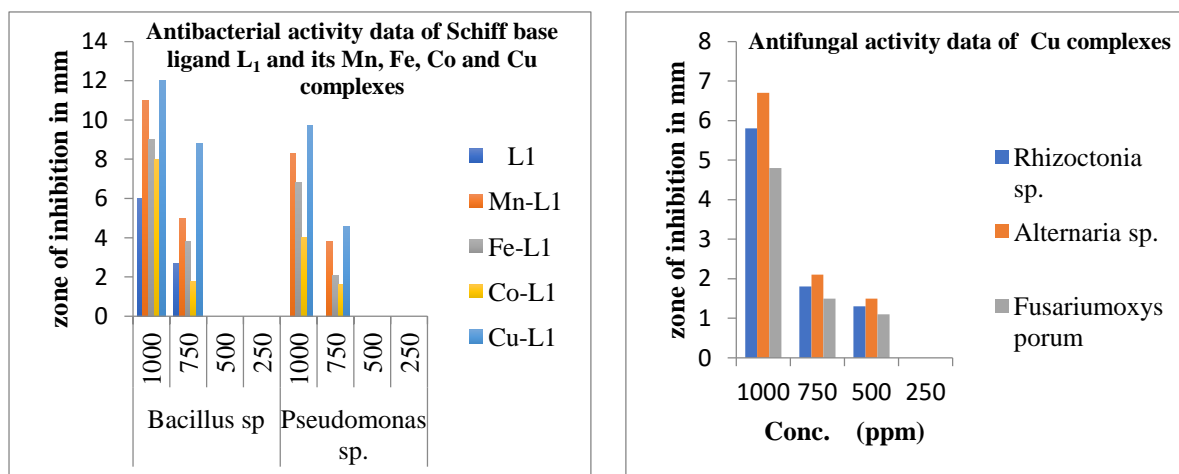 Antibacterial activity data of Schiff base
ligand L₁ and its Mn, Fe, Co and Cu
complexes
zone of inhibition in mm
14
12
10
8
6
4
2
0
1000
750
500
250
1000
750
500
250
Bacillus sp
Pseudomonas
sp.
L1
Mn-L1
Fe-L1
Co-L1
Cu-L1
Antifungal activity data of Cu complexes
zone of inhibition in mm
8
7
6
5
4
3
2
1
0
1000 750 500 250
Conc. (ppm)
Rhizoctonia
sp.
Alternaria sp.
Fusariumoxys
porum